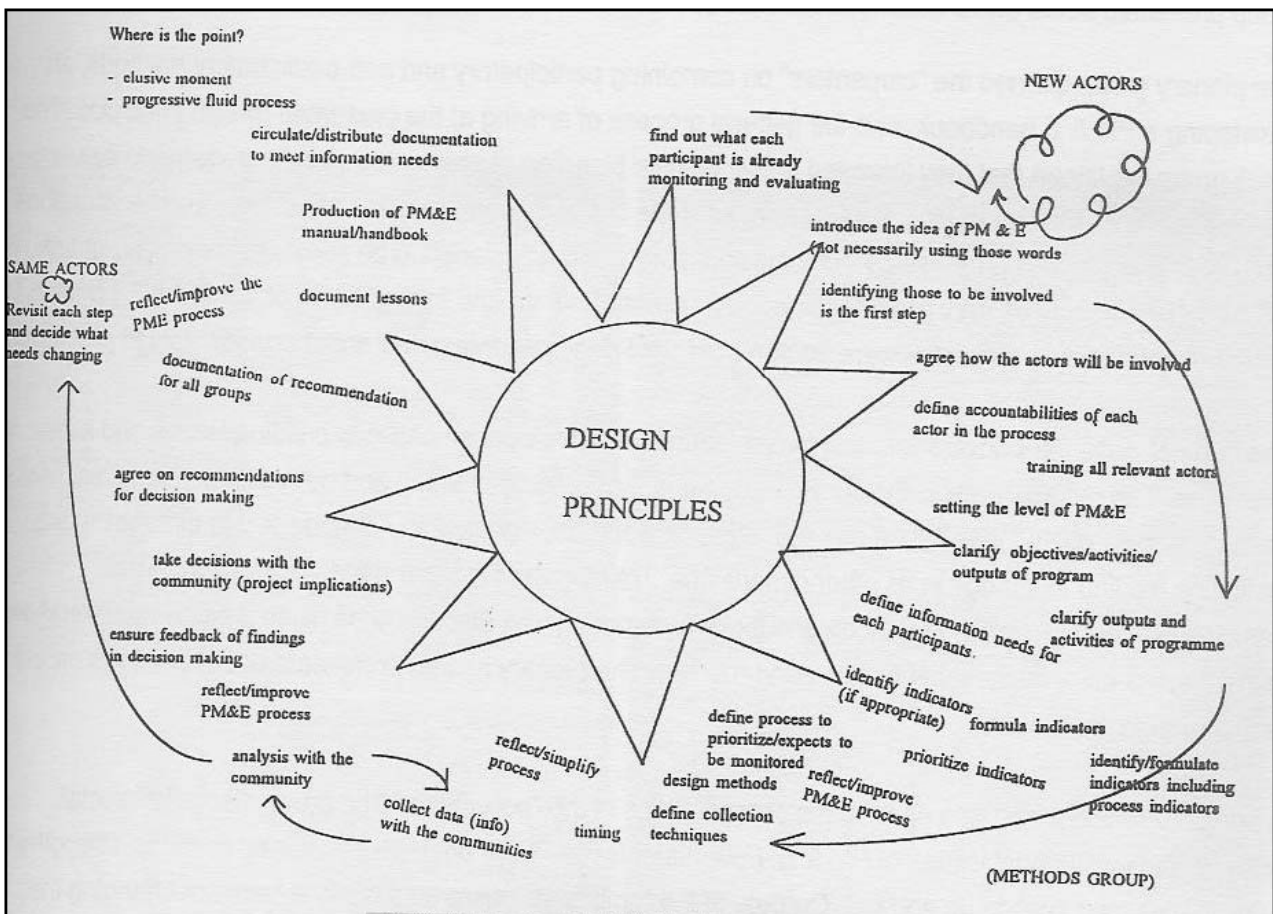 Where is the point?
- elusive moment
- progressive fluid process
circulate/distribute documentation
to meet information needs
Production of PM&E
manual/handbook
document lessons
SAME ACTORS
Revisit each step
and decide what
needs changing
reflect/improve the
PME process
documentation of recommendation
for all groups
agree on recommendations
for decision making
take decisions with the
community (project implications)
ensure feedback of findings
in decision making
reflect/improve
PM&E process
analysis with the
community
collect data (info)
with the communities
reflect/simplify
process
timing
NEW ACTORS
find out what each
participant is already
monitoring and evaluating
introduce the idea of PM & E
(not necessarily using those words
identifying those to be involved
is the first step
agree how the actors will be involved
define accountabilities of each
actor in the process
training all relevant actors
setting the level of PM&E
clarify objectives/activities/
outputs of program
define information needs for
each participants.
clarify outputs and
activities of programme
identify indicators
(if appropriate)
formula indicators
define process to
prioritize/expects to
be monitored
prioritize indicators
identify/formulate
indicators including
process indicators
design methods
reflect/improve
PM&E process
define collection
techniques
DESIGN
PRINCIPLES
(METHODS GROUP)